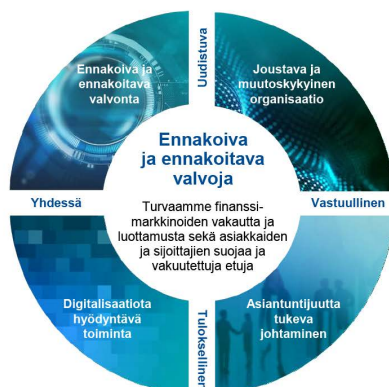 Uudistuva
Ennakoiva ja
ennakoitava
valvonta
Joustava ja
muutoskykyinen
organisaatio
Ennakoiva
ja ennakoitava
valvoja
Yhdessä
Vastuullinen
Turvaamme finanssi-
markkinoiden vakautta ja
luottamusta sekä asiakkaiden
ja sijoittajien suojaa ja
vakuutettuja etuja
Digitalisaatiota
hyödyntävä
toiminta
Asiantuntijuutta
tukeva
johtaminen
Tuloksellinen